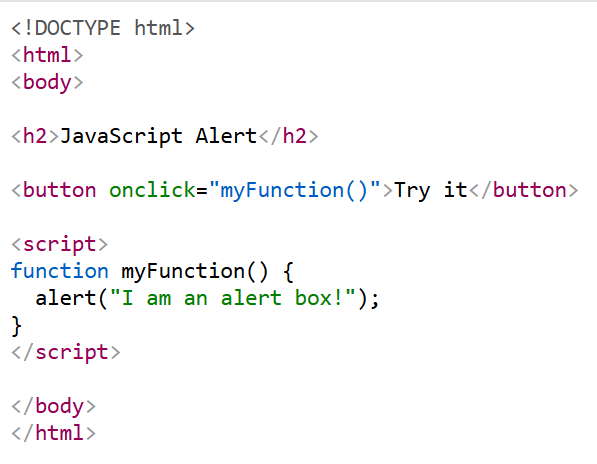 <!DOCTYPE html>
<html>
<body>
<h2>JavaScript Alert</h2>
<button onclick="myFunction()">Try it</button>
<script>
function myFunction() {
  alert("I am an alert box!");
}
</script>
</body>
</html>